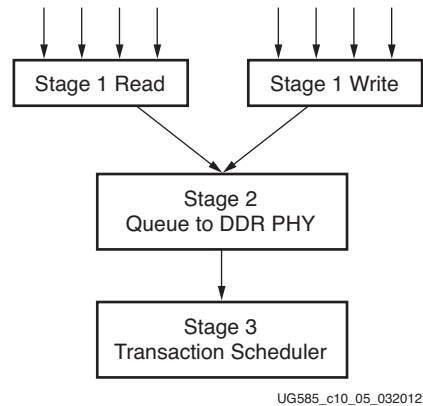 Stage 1 Read
Stage 1 Write
Stage 2
Queue to DDR PHY
Stage 3
Transaction Scheduler
UG585_c10_05_032012